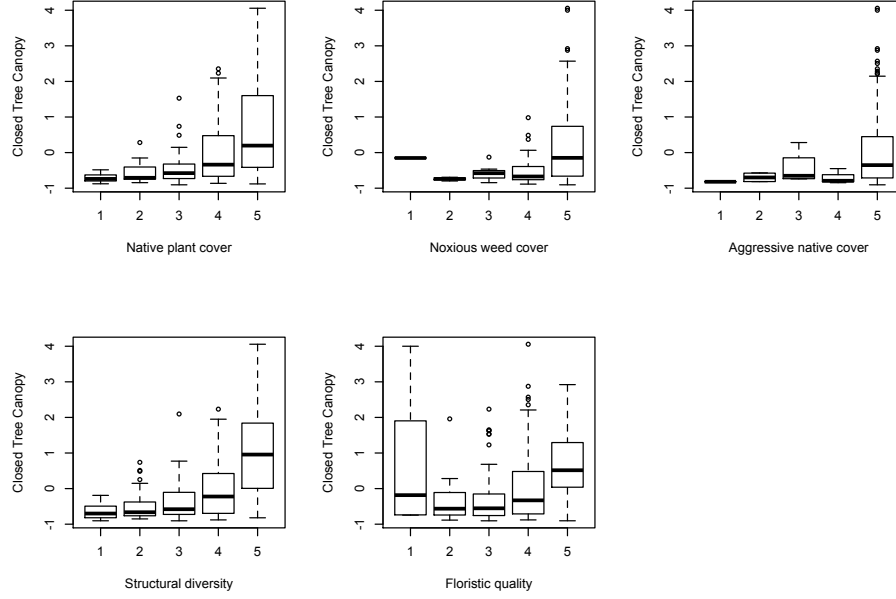 Closed Tree Canopy
-1 0 1 2 3 4
1 2 3 4 5
Native plant cover
Closed Tree Canopy
-1 0 1 2 3 4
1 2 3 4 5
Noxious weed cover
Closed Tree Canopy
-1 0 1 2 3 4
1 2 3 4 5
Aggressive native cover
Closed Tree Canopy
-1 0 1 2 3 4
1 2 3 4 5
Structural diversity
Closed Tree Canopy
-1 0 1 2 3 4
1 2 3 4 5
Floristic quality